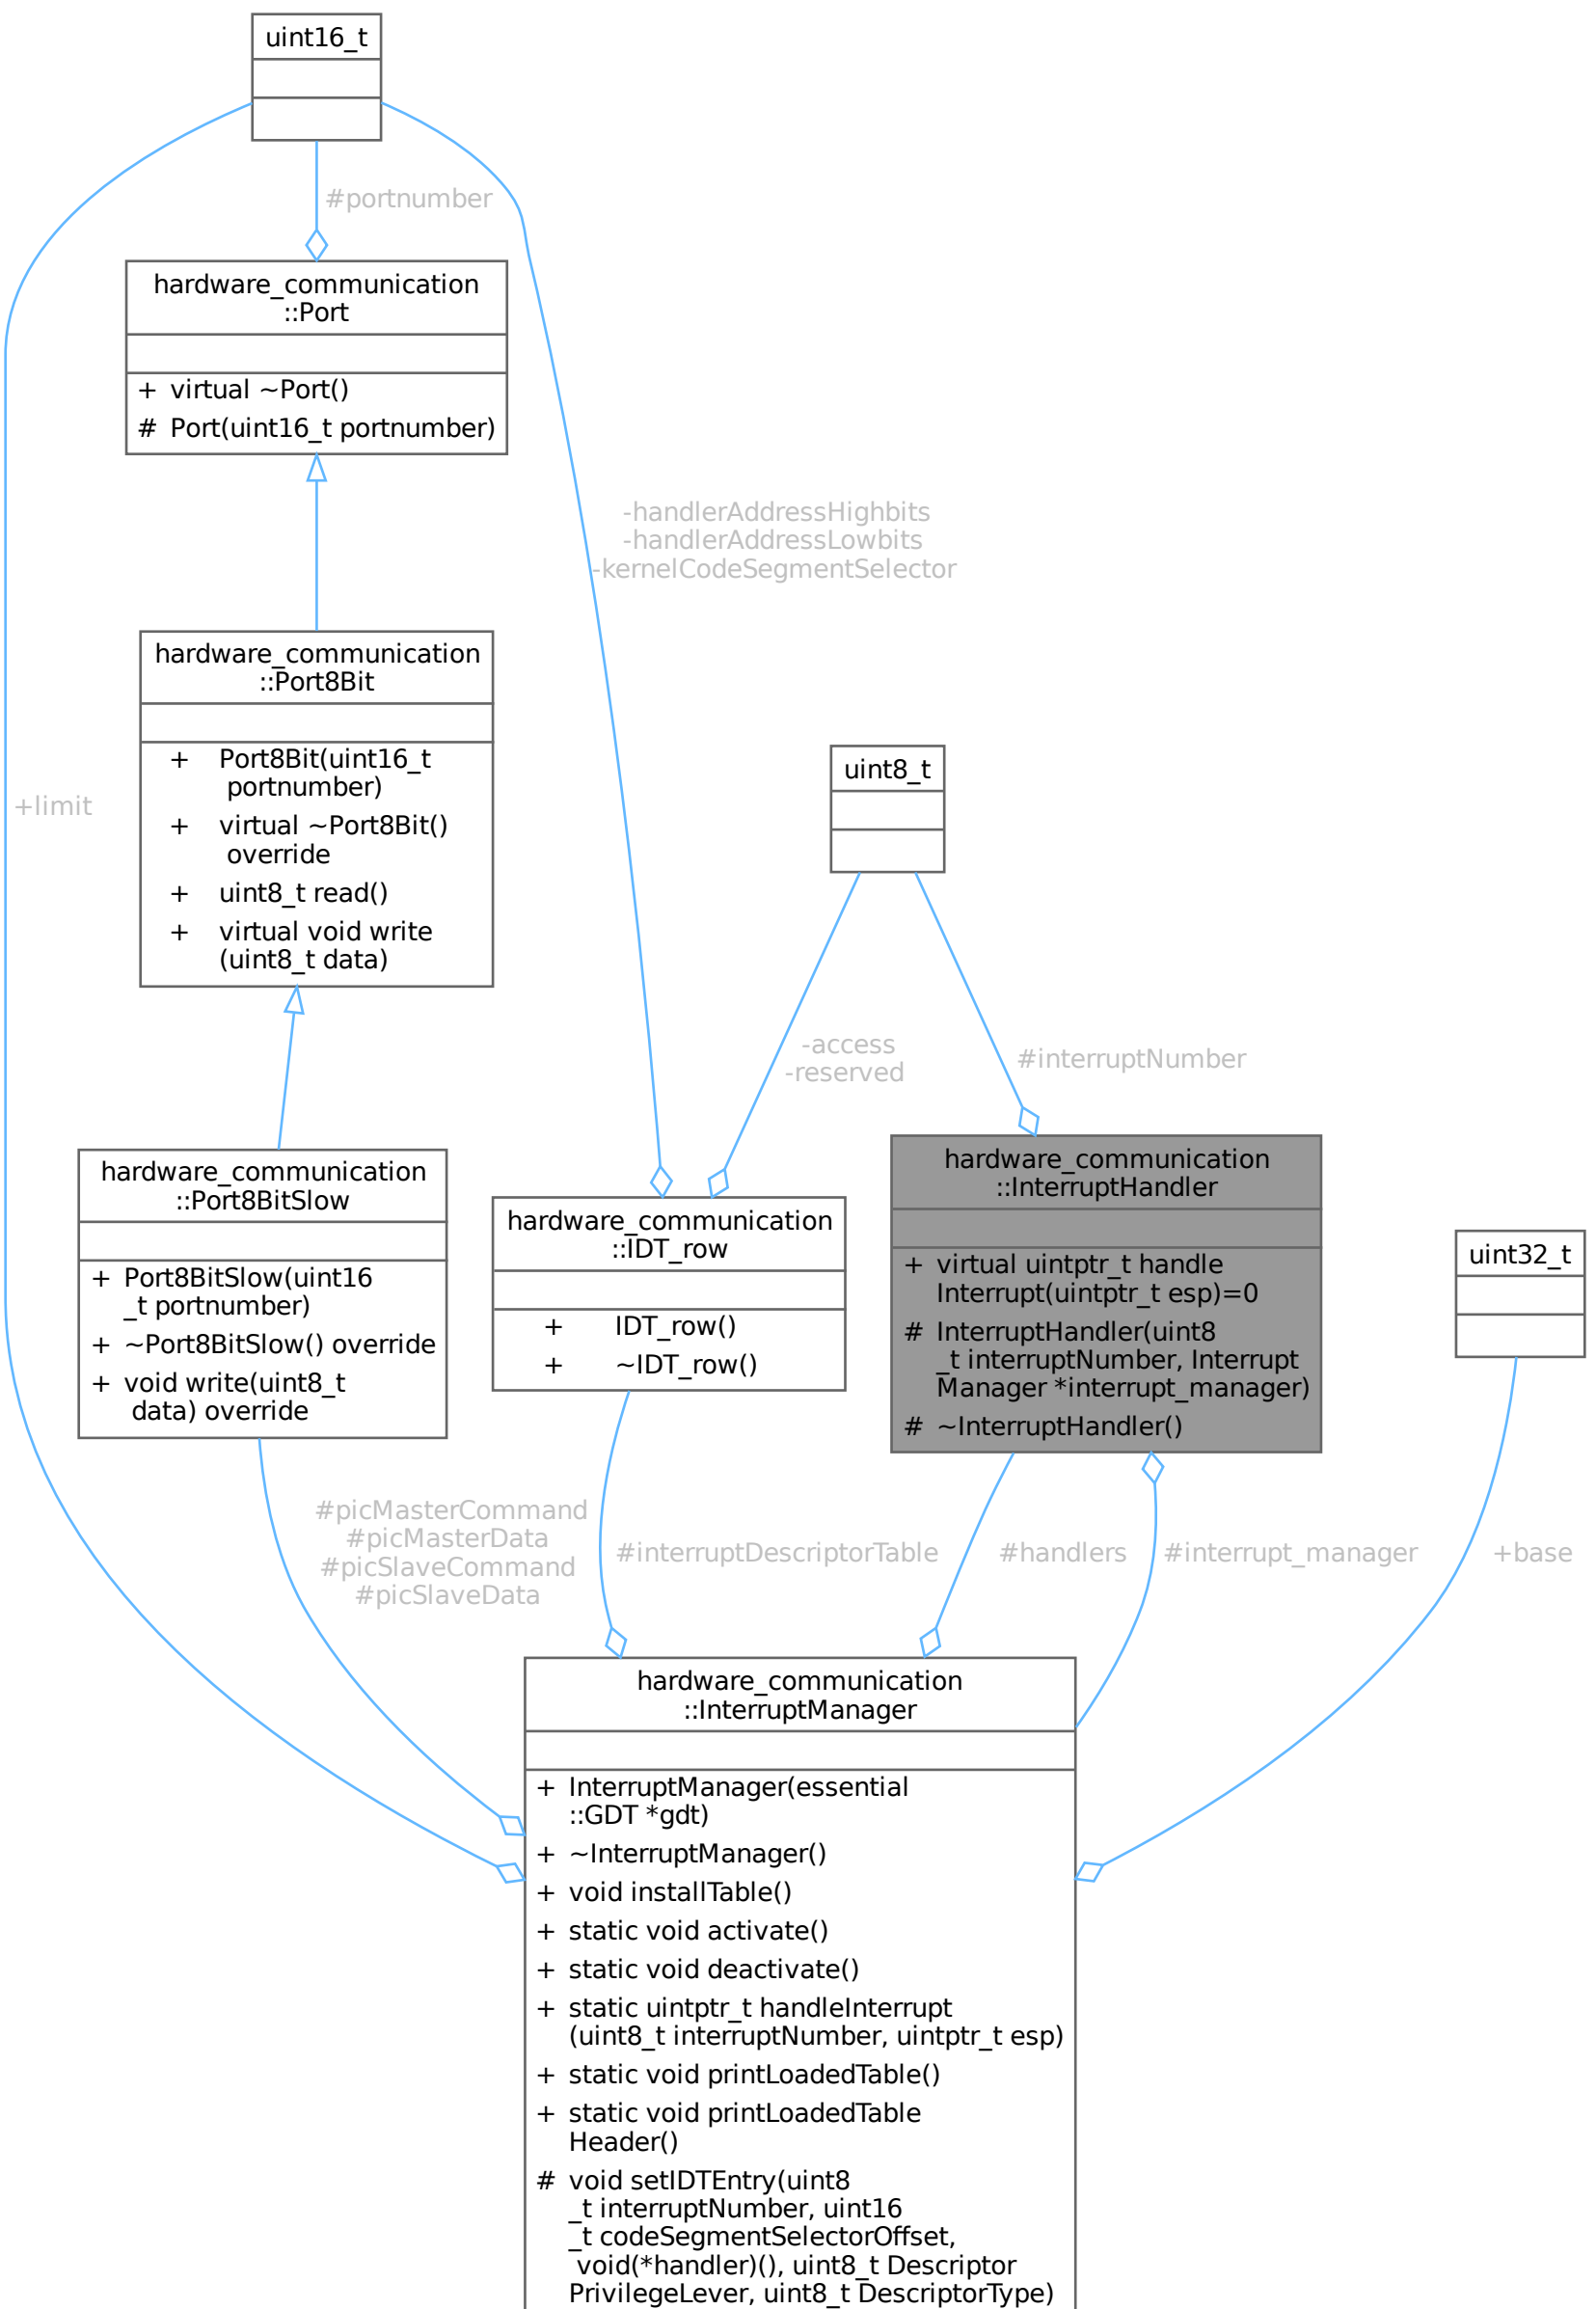 uint16_t
#portnumber
hardware_communication
::Port
+ virtual ~Port()
# Port(uint16_t portnumber)
-handlerAddressHighbits
-handlerAddressLowbits
-kernelCodeSegmentSelector
hardware_communication
::Port8Bit
+ Port8Bit(uint16_t
portnumber)
+ virtual ~Port8Bit()
override
+ uint8_t read()
+ virtual void write
(uint8_t data)
+limit
uint8_t
-access
-reserved
#interruptNumber
hardware_communication
::Port8BitSlow
+ Port8BitSlow(uint16
_t portnumber)
+ ~Port8BitSlow() override
+ void write(uint8_t
data) override
hardware_communication
::IDT_row
+ IDT_row()
+ ~IDT_row()
hardware_communication
::InterruptHandler
+ virtual uintptr_t handle
Interrupt(uintptr_t esp)=0
# InterruptHandler(uint8
_t interruptNumber, Interrupt
Manager *interrupt_manager)
# ~InterruptHandler()
uint32_t
#picMasterCommand
#picMasterData
#picSlaveCommand
#picSlaveData
#interruptDescriptorTable
#handlers
#interrupt_manager
+base
hardware_communication
::InterruptManager
+ InterruptManager(essential
::GDT *gdt)
+ ~InterruptManager()
+ void installTable()
+ static void activate()
+ static void deactivate()
+ static uintptr_t handleInterrupt
(uint8_t interruptNumber, uintptr_t esp)
+ static void printLoadedTable()
+ static void printLoadedTable
Header()
# void setIDTEntry(uint8
_t interruptNumber, uint16
_t codeSegmentSelectorOffset,
void(*handler)(), uint8_t Descriptor
PrivilegeLever, uint8_t DescriptorType)